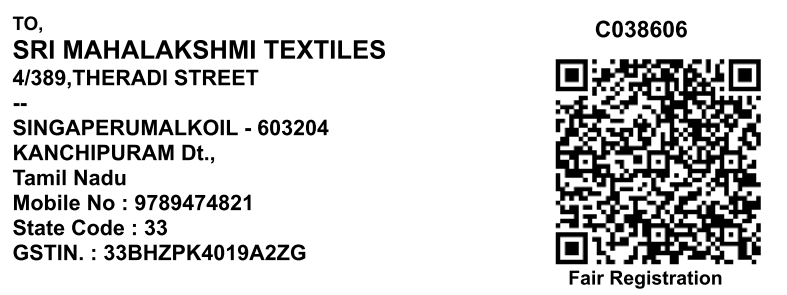 TO,
SRI MAHALAKSHMI TEXTILES
4/389,THERADI STREET
--
SINGAPERUMALKOIL - 603204
KANCHIPURAM Dt.,
Tamil Nadu
Mobile No : 9789474821
State Code : 33
GSTIN. : 33BHZPK4019A2ZG
C038606
Fair Registration